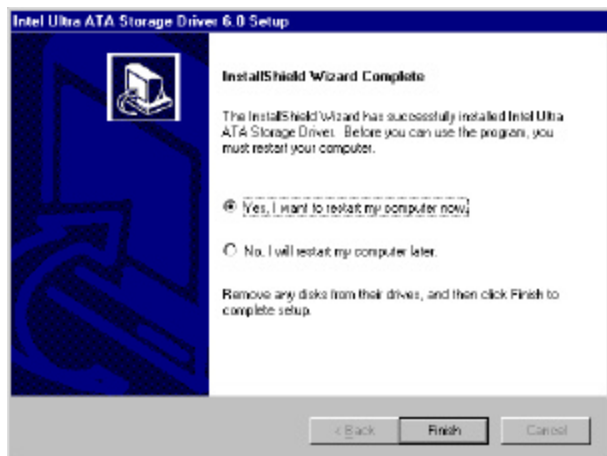 Intel Ultra ATA Storage Driver 6.0 Setup
InstallShield Wizard Complete
The InstallShield Wizard has successfully installed Intel Ultra
ATA Storage Driver. Before you can use the program, you
must restart your computer.
Yes, I want to restart my computer now.
No, I will restart my computer later.
Remove any disks from their drives, and then click Finish to
complete setup.
< Back
Finish
Cancel